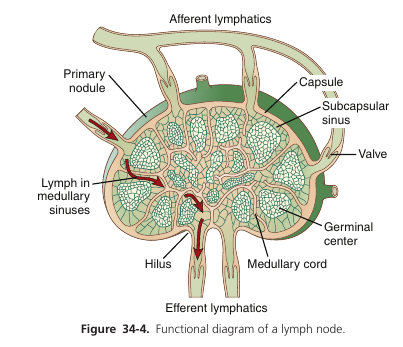 Afferent lymphatics
Primary
nodule
Capsule
Subcapsular
sinus
Valve
Lymph in
medullary
sinuses
Germinal
center
Hilus
Medullary cord
Efferent lymphatics
Figure 34-4. Functional diagram of a lymph node.